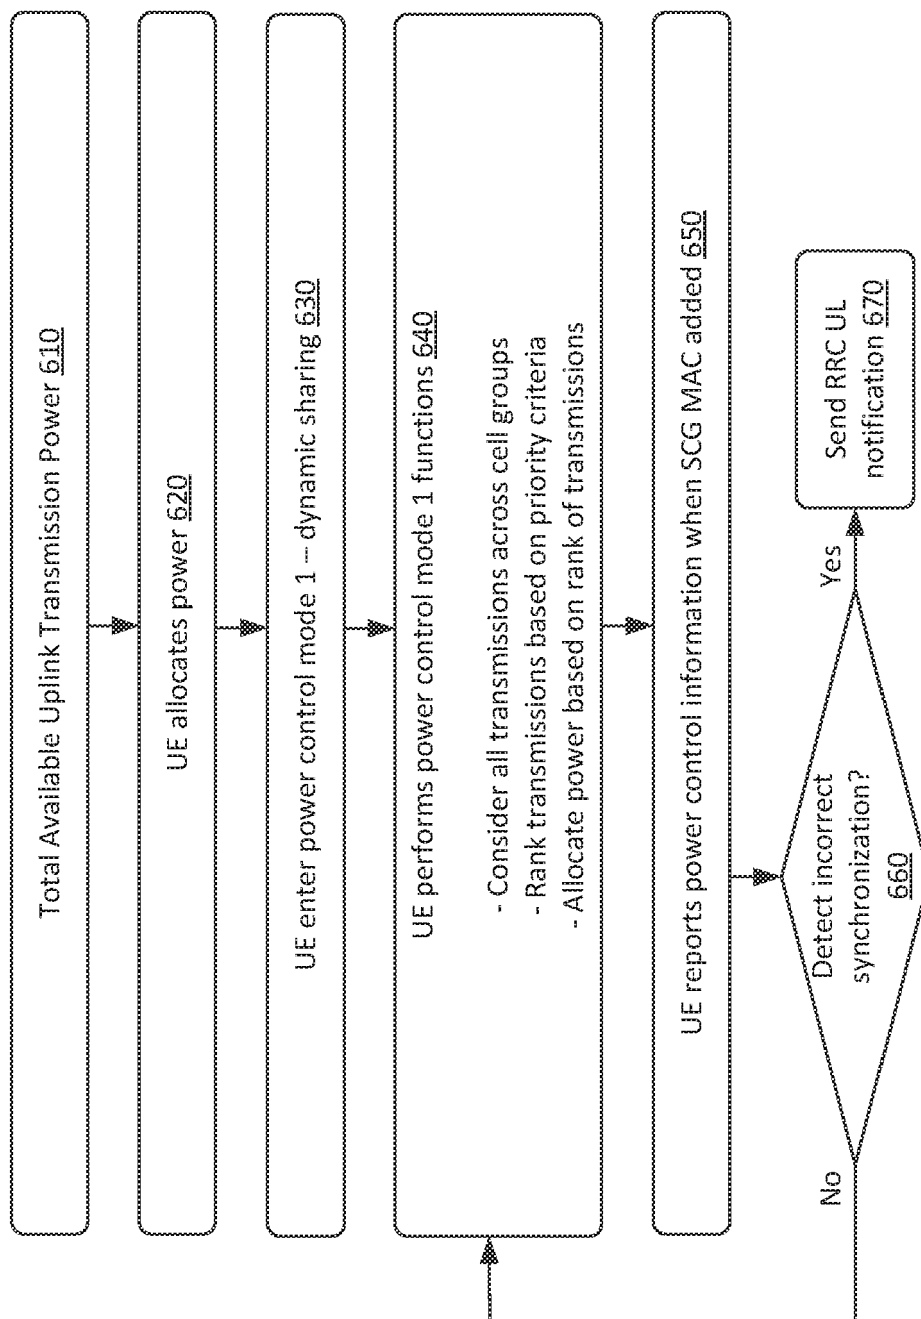 Total Available Uplink Transmission Power 610
UE allocates power 620
UE enter power control mode 1 – dynamic sharing 630
UE performs power control mode 1 functions 640
- Consider all transmissions across cell groups
- Rank transmissions based on priority criteria
- Allocate power based on rank of transmissions
UE reports power control information when SCG MAC added 650
Detect incorrect
synchronization?
660
No
Yes
Send RRC UL
notification 670